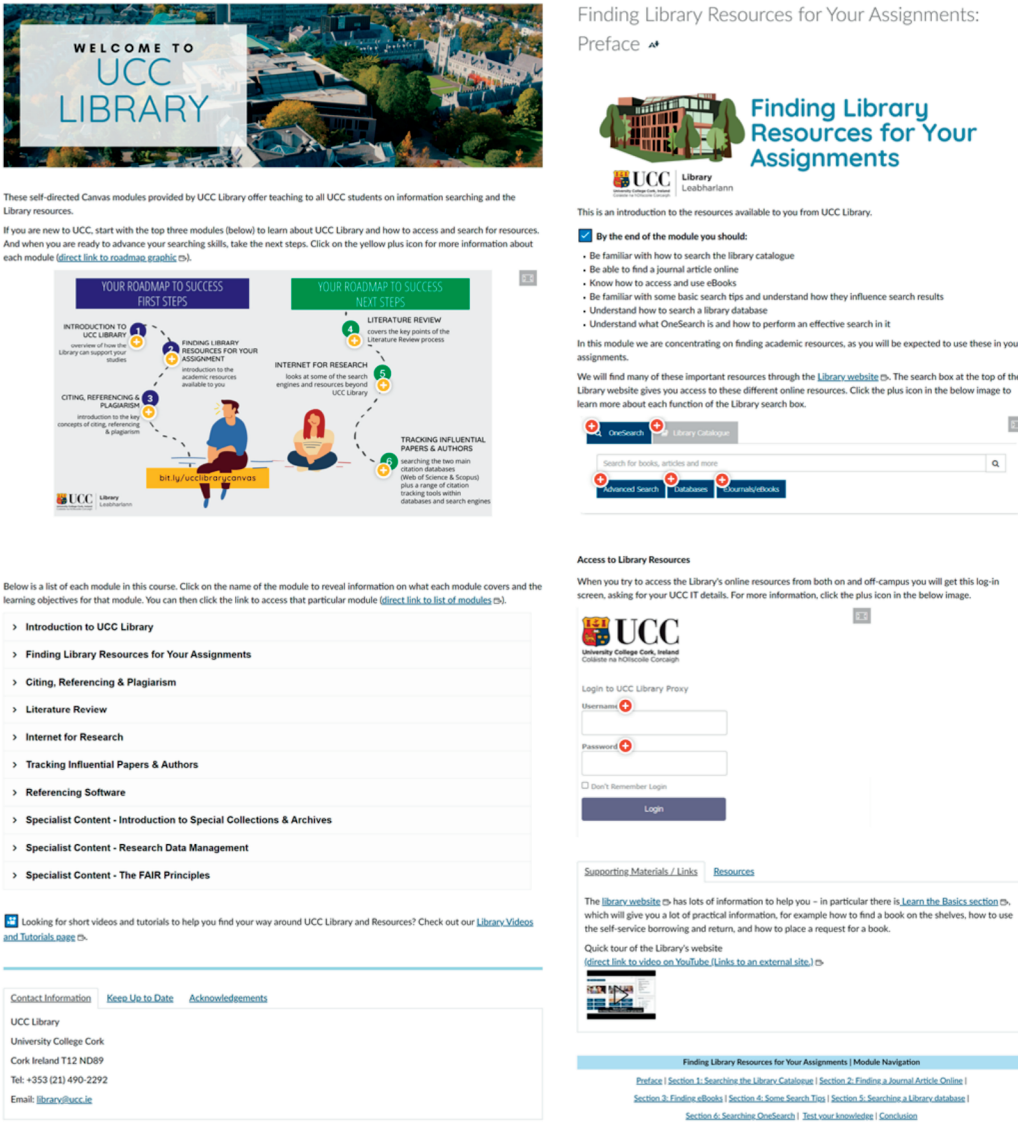 WELCOME TO
UCC
LIBRARY
These self-directed Canvas modules provided by UCC Library offer teaching to all UCC students on information searching and the
Library resources.
If you are new to UCC, start with the top three modules (below) to learn about UCC Library and how to access and search for resources.
And when you are ready to advance your searching skills, take the next steps. Click on the yellow plus icon for more information about
each module (direct link to roadmap graphic).
YOUR ROADMAP TO SUCCESS
FIRST STEPS
1
INTRODUCTION TO
UCC LIBRARY
overview of how the
Library can support your
studies
2
FINDING LIBRARY
RESOURCES FOR YOUR
ASSIGNMENT
introduction to the
academic resources
available to you
3
CITING, REFERENCING &
PLAGIARISM
introduction to the key
concepts of citing, referencing
& plagiarism
bit.ly/ucclibrarycanvas
UCC
Library
Leabharlann
YOUR ROADMAP TO SUCCESS
NEXT STEPS
4
LITERATURE REVIEW
covers the key points of the
Literature Review process
5
INTERNET FOR RESEARCH
looks at some of the search
engines and resources beyond
UCC Library
6
TRACKING INFLUENTIAL
PAPERS & AUTHORS
searching the two main
citation databases
(Web of Science & Scopus)
plus a range of citation
tracking tools within
databases and search engines
Below is a list of each module in this course. Click on the name of the module to reveal information on what each module covers and the
learning objectives for that module. You can then click the link to access that particular module (direct link to list of modules).
Introduction to UCC Library
Finding Library Resources for Your Assignments
Citing, Referencing & Plagiarism
Literature Review
Internet for Research
Tracking Influential Papers & Authors
Referencing Software
Specialist Content - Introduction to Special Collections & Archives
Specialist Content - Research Data Management
Specialist Content - The FAIR Principles
Looking for short videos and tutorials to help you find your way around UCC Library and Resources? Check out our Library Videos
and Tutorials page.
Contact Information Keep Up to Date Acknowledgements
UCC Library
University College Cork
Cork Ireland T12 ND89
Tel: +353 (21) 490-2292
Email: library@ucc.ie
Finding Library Resources for Your Assignments:
Preface
Finding Library
Resources for Your
Assignments
UCC
University College Cork, Ireland
Coláiste na hOllscoile Corcaigh
Library
Leabharlann
This is an introduction to the resources available to you from UCC Library.
By the end of the module you should:
• Be familiar with how to search the library catalogue
• Be able to find a journal article online
• Know how to access and use eBooks
• Be familiar with some basic search tips and understand how they influence search results
• Understand how to search a library database
• Understand what OneSearch is and how to perform an effective search in it
In this module we are concentrating on finding academic resources, as you will be expected to use these in you
assignments.
We will find many of these important resources through the Library website. The search box at the top of the
Library website gives you access to these different online resources. Click the plus icon in the below image to
learn more about each function of the Library search box.
OneSearch Library Catalogue
Search for books, articles and more
Advanced Search Databases eJournals/eBooks
Access to Library Resources
When you try to access the Library's online resources from both on and off-campus you will get this log-in
screen, asking for your UCC IT details. For more information, click the plus icon in the below image.
UCC
University College Cork, Ireland
Coláiste na hOllscoile Corcaigh
Login to UCC Library Proxy
Username
Password
Don't Remember Login
Login
Supporting Materials / Links Resources
The library website has lots of information to help you – in particular there is Learn the Basics section,
which will give you a lot of practical information, for example how to find a book on the shelves, how to use
the self-service borrowing and return, and how to place a request for a book.
Quick tour of the Library's website
(direct link to video on YouTube (Links to an external site.)
Finding Library Resources for Your Assignments | Module Navigation
Preface | Section 1: Searching the Library Catalogue | Section 2: Finding a Journal Article Online |
Section 3: Finding eBooks | Section 4: Some Search Tips | Section 5: Searching a Library database |
Section 6: Searching OneSearch | Test your knowledge | Conclusion